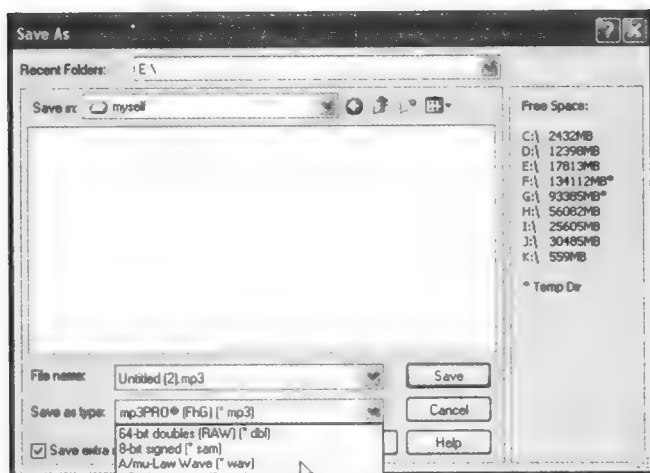 Save As
Recent Folders: E:\
Save in: myself
Free Space:
C:\ 2432MB
D:\ 12398MB
E:\ 17813MB
F:\ 134112MB*
G:\ 93385MB*
H:\ 56082MB
I:\ 25605MB
J:\ 30485MB
K:\ 559MB
* Temp Dir
File name: Untitled (2).mp3 Save
Save as type: mp3PRO® (FhG) (*.mp3) Cancel
64-bit doubles (RAW) (*.dbl)
8-bit signed (*.sam)
Save extra Help
A/mu-Law Wave (*.wav)